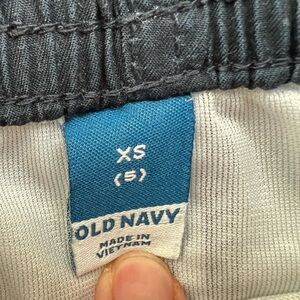 XS
(5)
OLD NAVY
MADE IN
VIETNAM